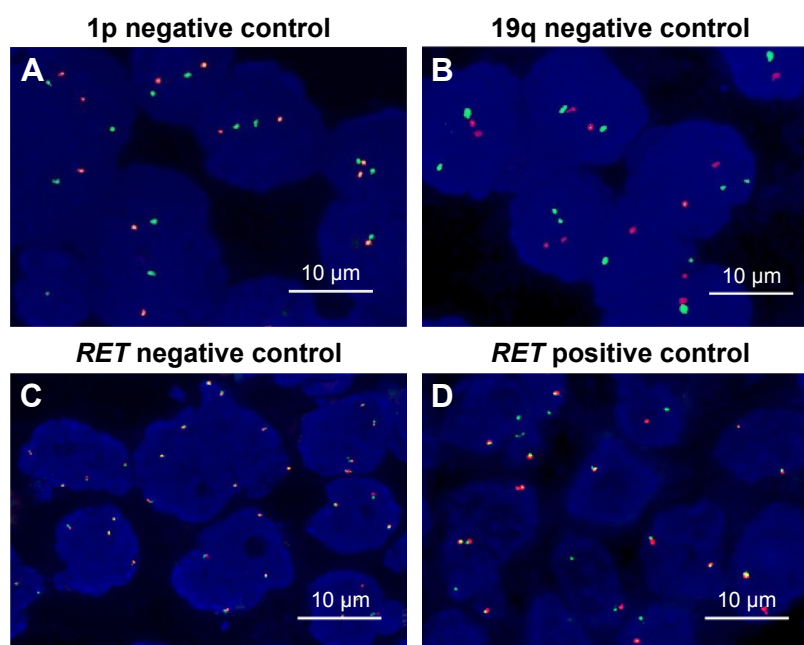 1p negative control
19q negative control
A
B
10 µm
10 µm
RET negative control
RET positive control
C
D
10 µm
10 µm